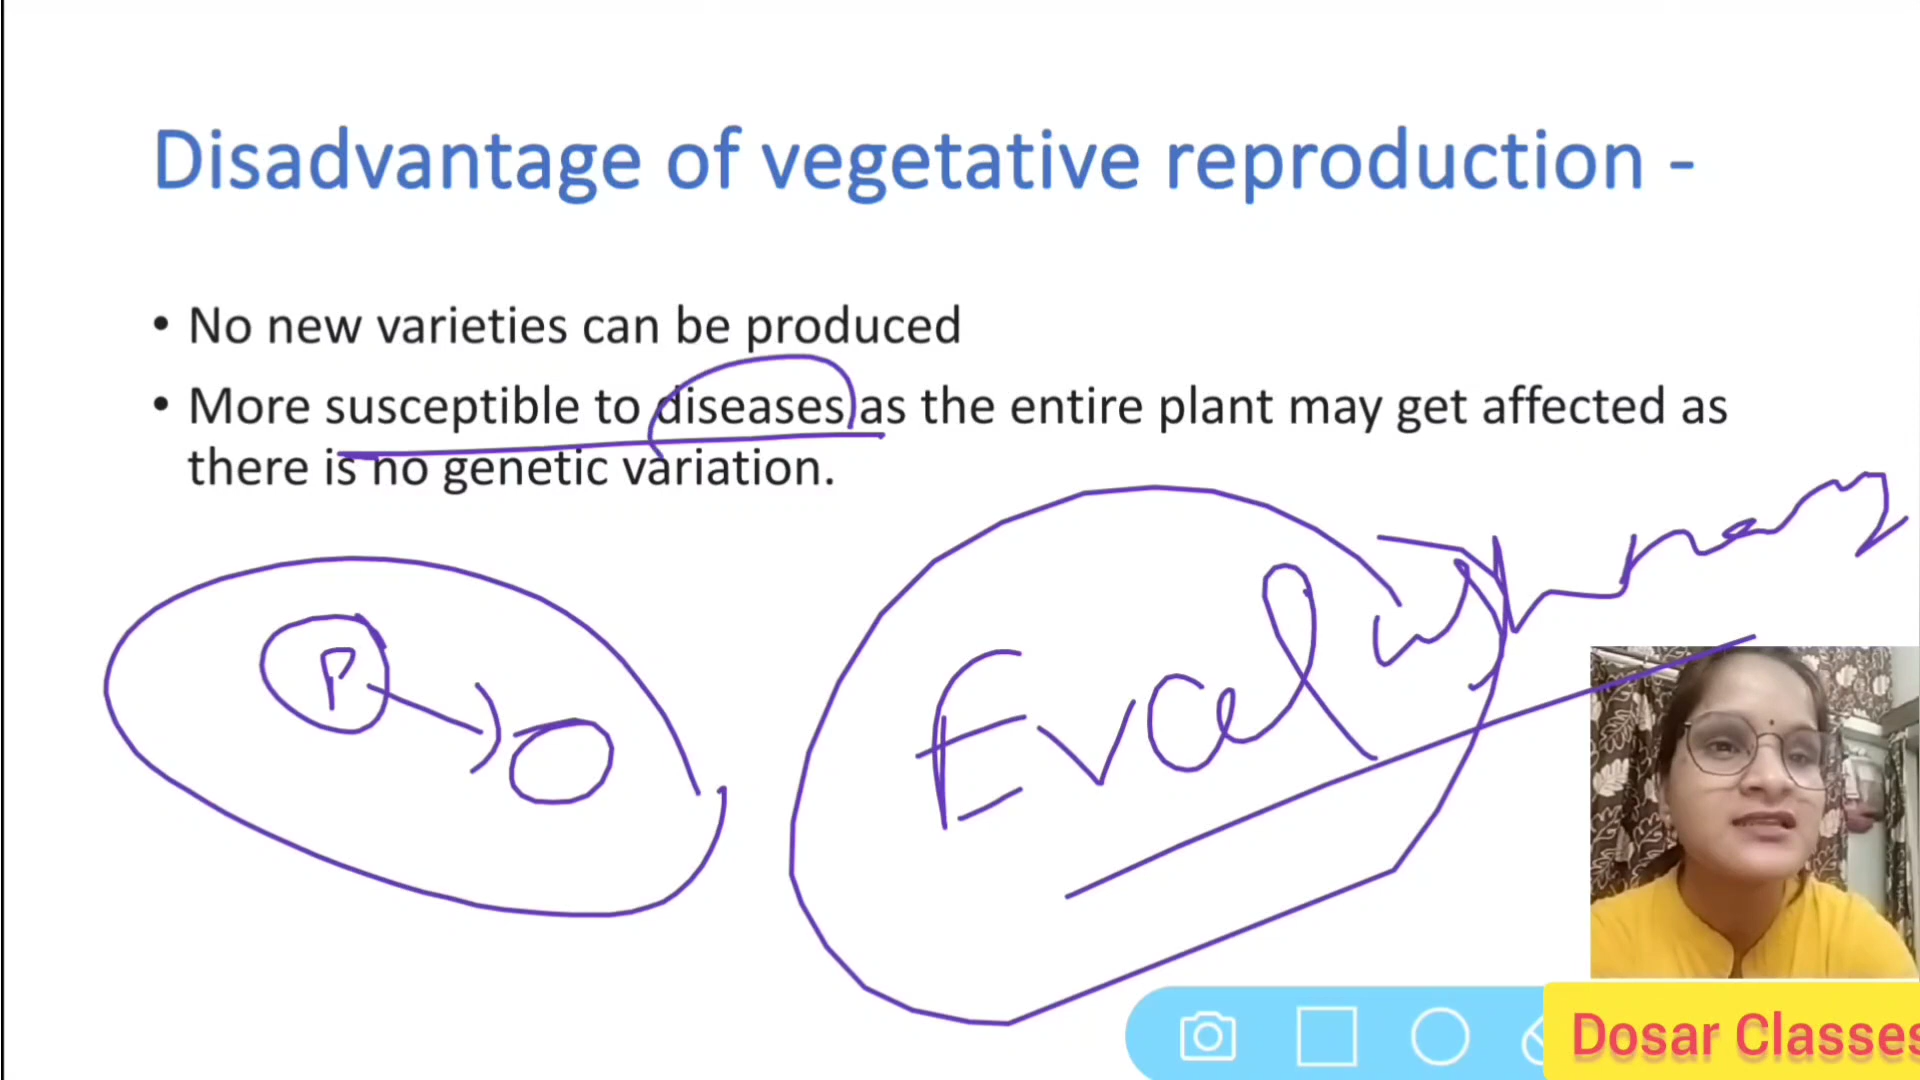 Disadvantage of vegetative reproduction -
• No new varieties can be produced
• More susceptible to diseases as the entire plant may get affected as
there is no genetic variation.
P
Dosar Classes